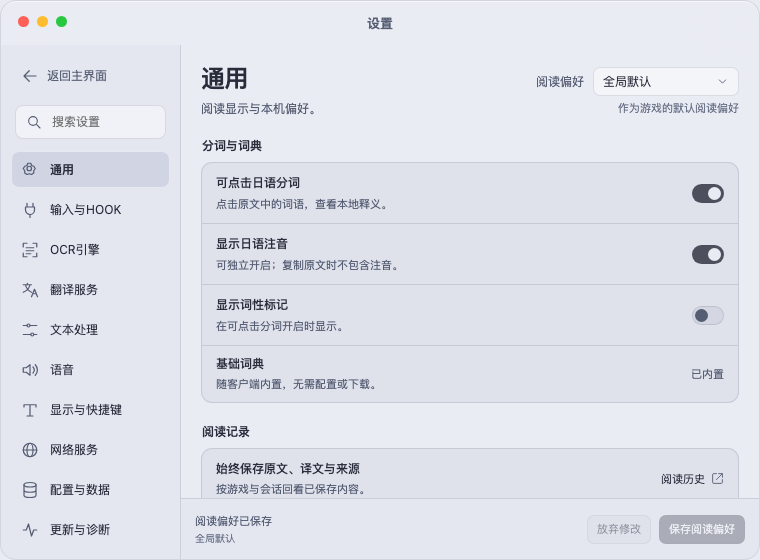 设置
返回主界面
搜索设置
通用
输入与HOOK
OCR引擎
翻译服务
文本处理
语音
显示与快捷键
网络服务
配置与数据
更新与诊断
通用
阅读显示与本机偏好。
阅读偏好
全局默认
作为游戏的默认阅读偏好
分词与词典
可点击日语分词
点击原文中的词语，查看本地释义。
显示日语注音
可独立开启；复制原文时不包含注音。
显示词性标记
在可点击分词开启时显示。
基础词典
随客户端内置，无需配置或下载。
已内置
阅读记录
始终保存原文、译文与来源
按游戏与会话回看已保存内容。
阅读历史
阅读偏好已保存
全局默认
放弃修改
保存阅读偏好